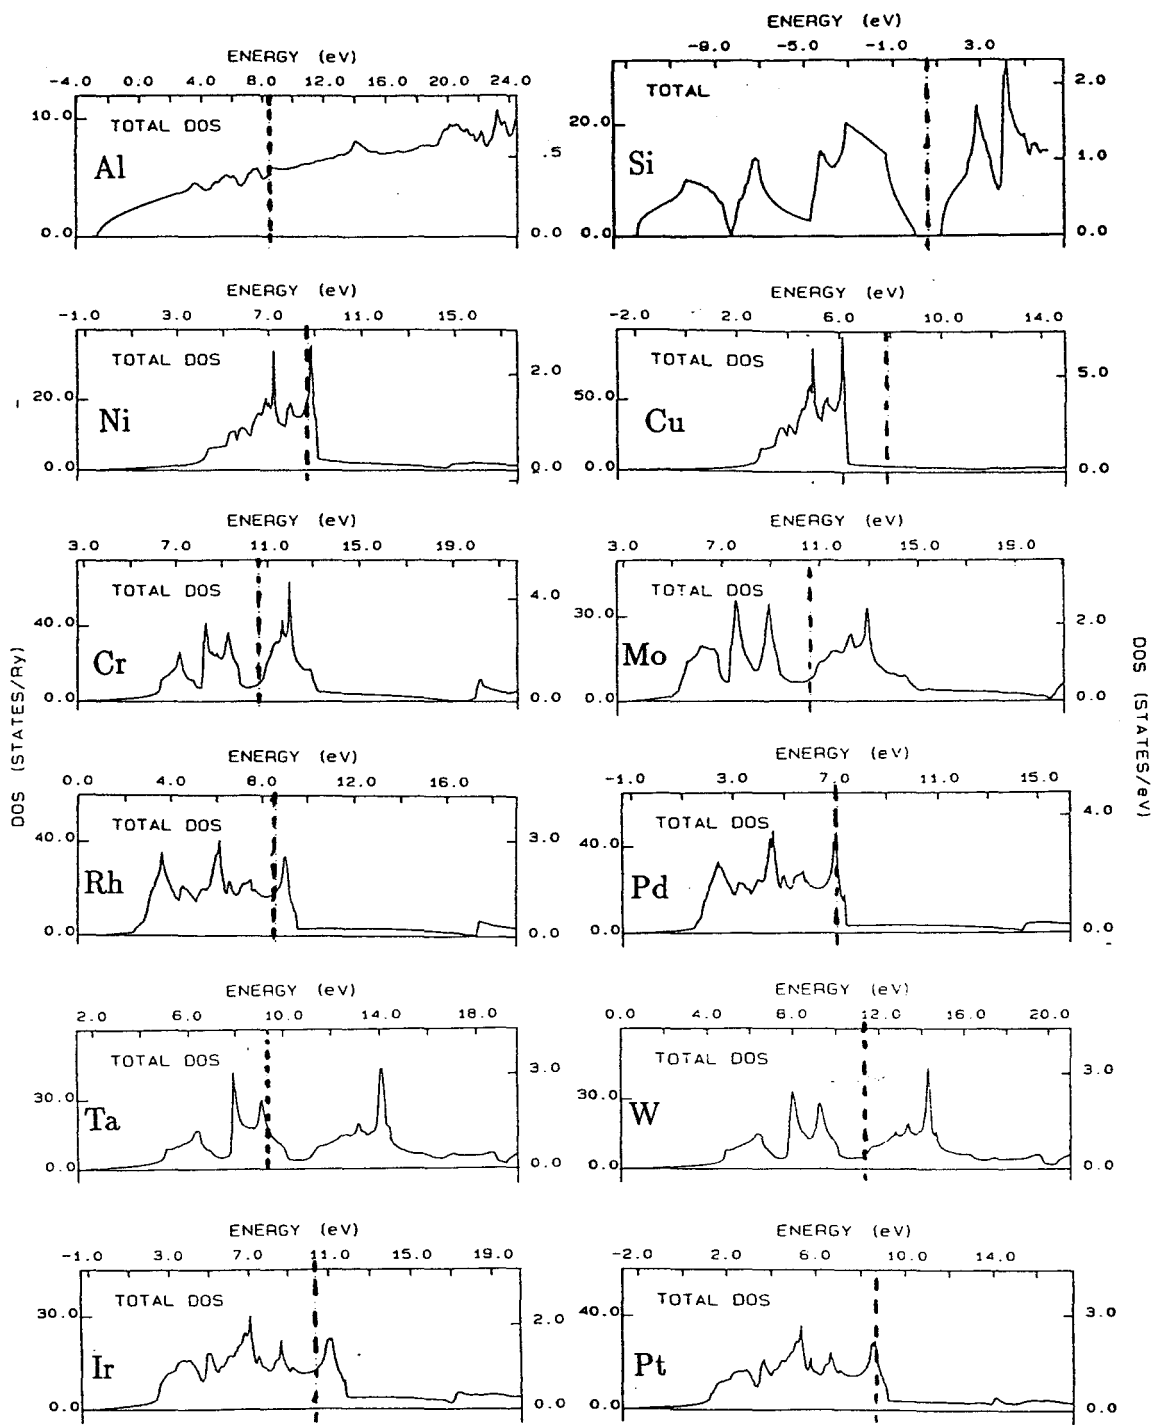 ENERGY (eV)
-4.0 0.0 4.0 8.0 12.0 16.0 20.0 24.0
10.0
TOTAL DOS
Al
.5
0.0
0.0
ENERGY (eV)
-9.0 -5.0 -1.0 3.0
TOTAL
2.0
20.0
Si
1.0
0.0
0.0
ENERGY (eV)
-1.0 3.0 7.0 11.0 15.0
TOTAL DOS
2.0
20.0
Ni
0.0
0.0
ENERGY (eV)
-2.0 2.0 6.0 10.0 14.0
TOTAL DOS
5.0
50.0
Cu
0.0
0.0
ENERGY (eV)
3.0 7.0 11.0 15.0 19.0
TOTAL DOS
4.0
40.0
Cr
0.0
0.0
ENERGY (eV)
3.0 7.0 11.0 15.0 19.0
TOTAL DOS
30.0
2.0
Mo
0.0
0.0
DOS (STATES/Ry)
DOS (STATES/eV)
ENERGY (eV)
0.0 4.0 8.0 12.0 16.0
TOTAL DOS
40.0
3.0
Rh
0.0
0.0
ENERGY (eV)
-1.0 3.0 7.0 11.0 15.0
TOTAL DOS
4.0
40.0
Pd
0.0
0.0
ENERGY (eV)
2.0 6.0 10.0 14.0 18.0
TOTAL DOS
3.0
30.0
Ta
0.0
0.0
ENERGY (eV)
0.0 4.0 8.0 12.0 16.0 20.0
TOTAL DOS
3.0
30.0
W
0.0
0.0
ENERGY (eV)
-1.0 3.0 7.0 11.0 15.0 19.0
TOTAL DOS
30.0
2.0
Ir
0.0
0.0
ENERGY (eV)
-2.0 2.0 6.0 10.0 14.0
TOTAL DOS
40.0
3.0
Pt
0.0
0.0